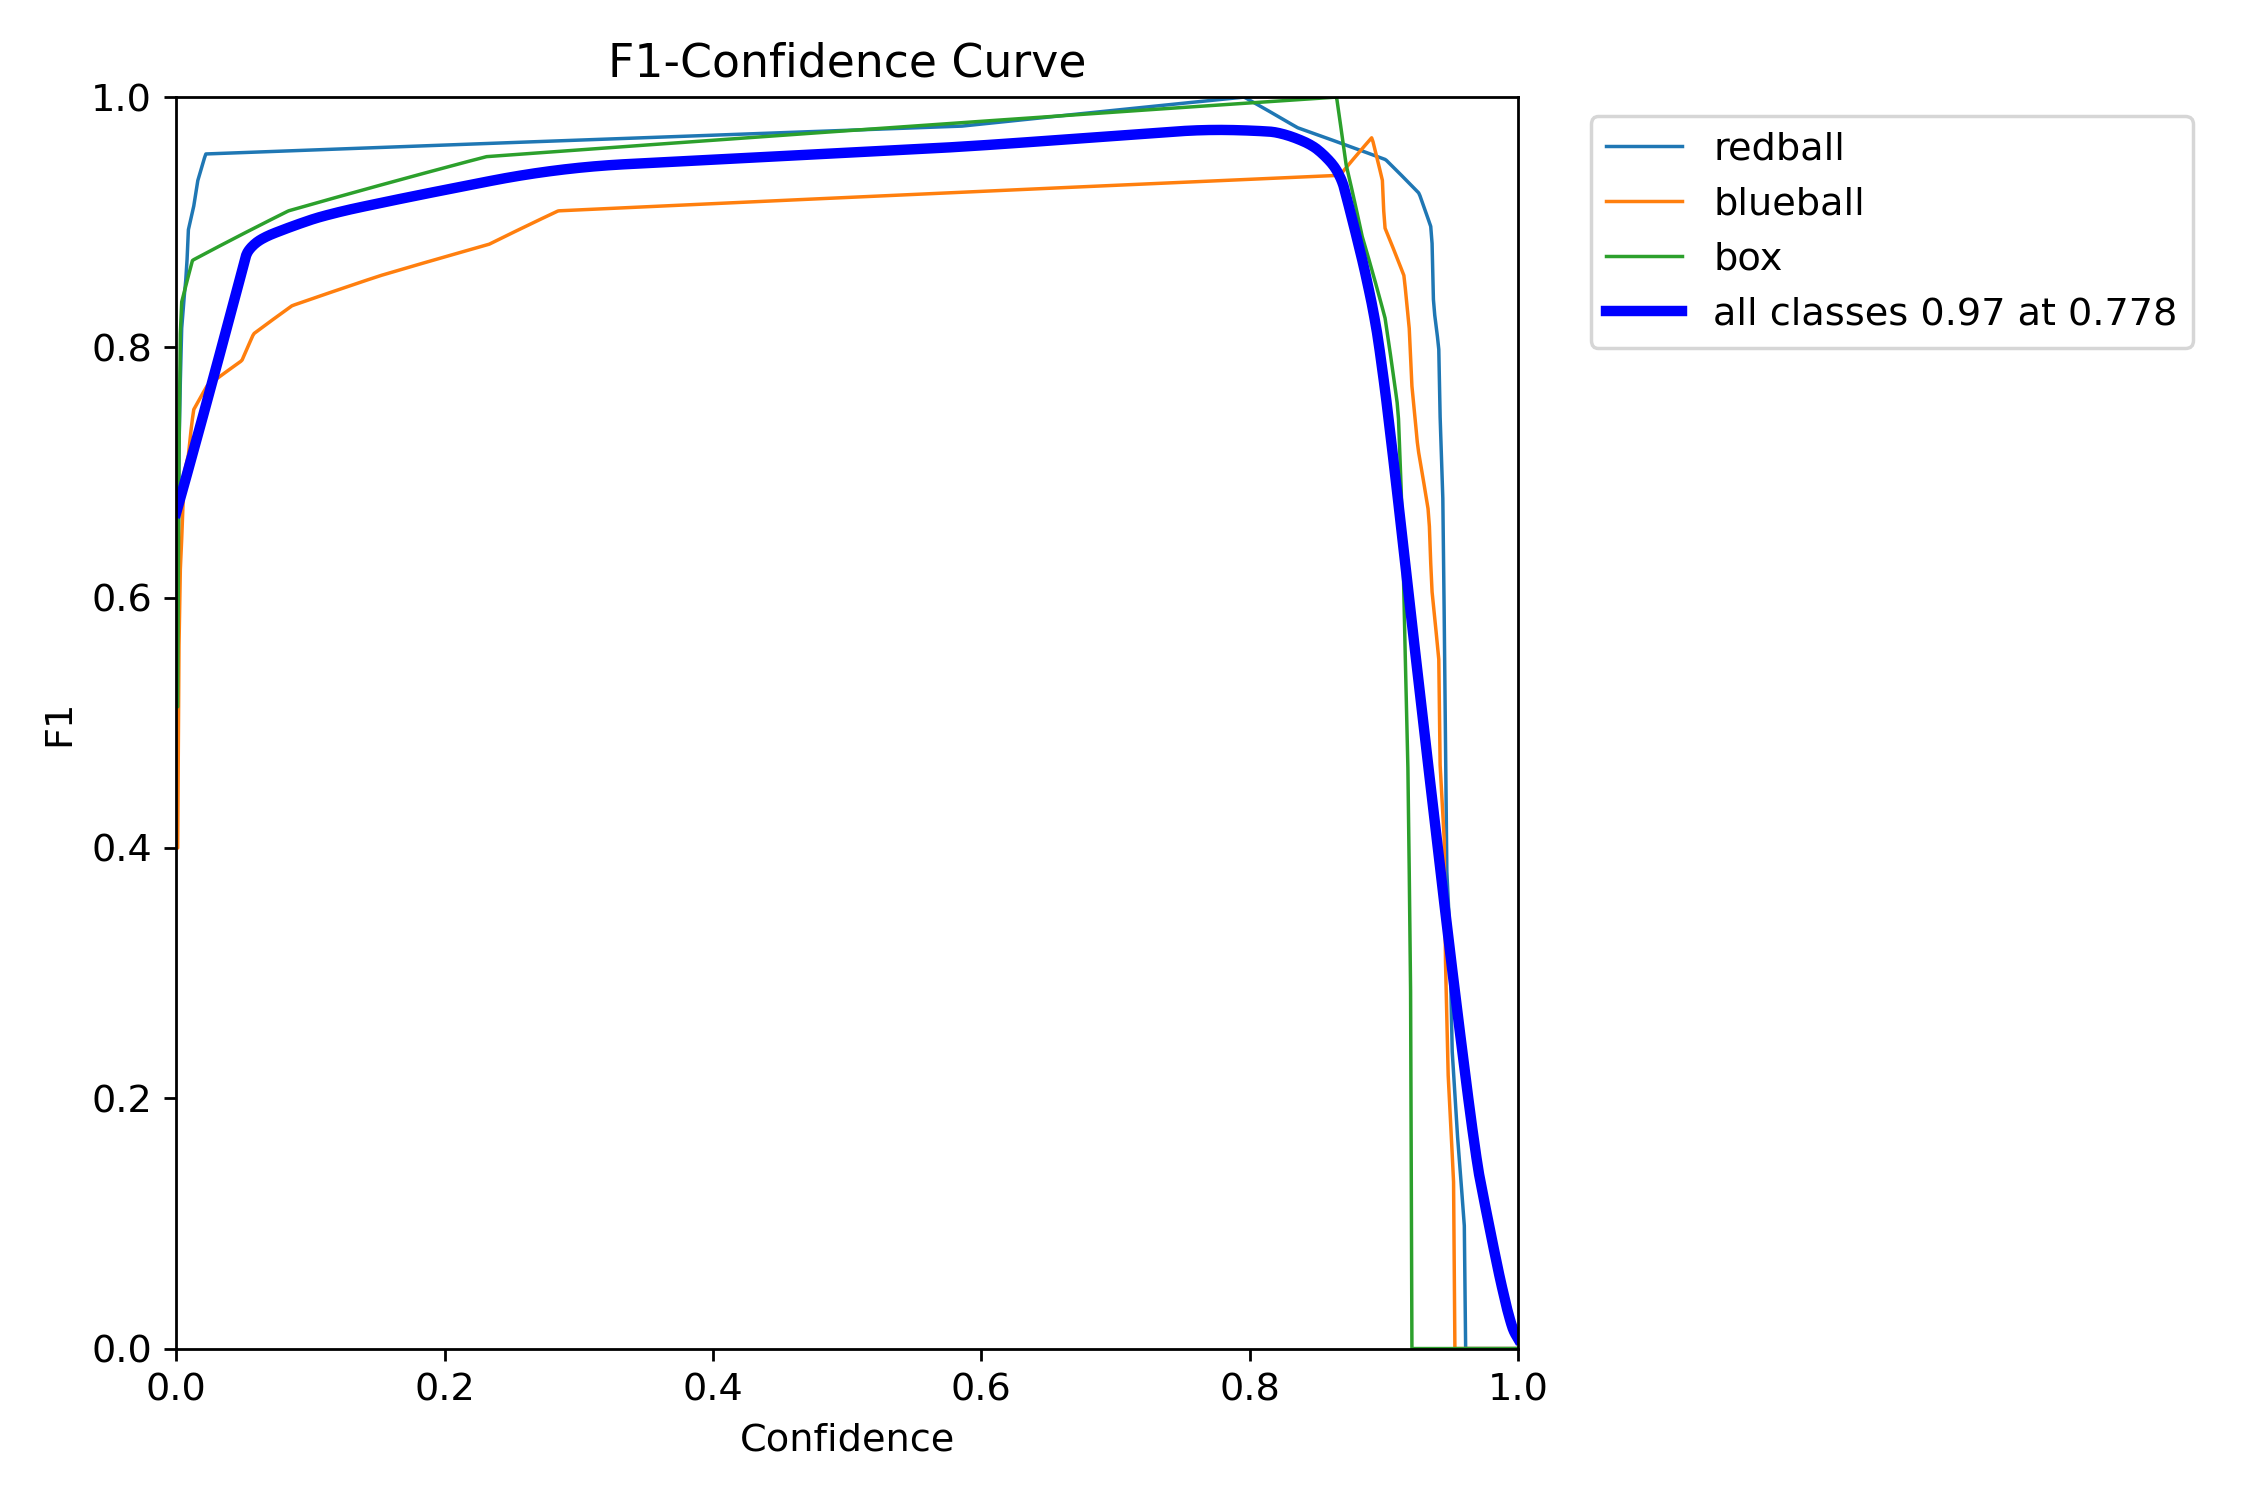 F1-Confidence Curve
1.0
0.8
0.6
0.4
0.2
0.0
F1
0.0 0.2 0.4 0.6 0.8 1.0
Confidence
redball
blueball
box
all classes 0.97 at 0.778